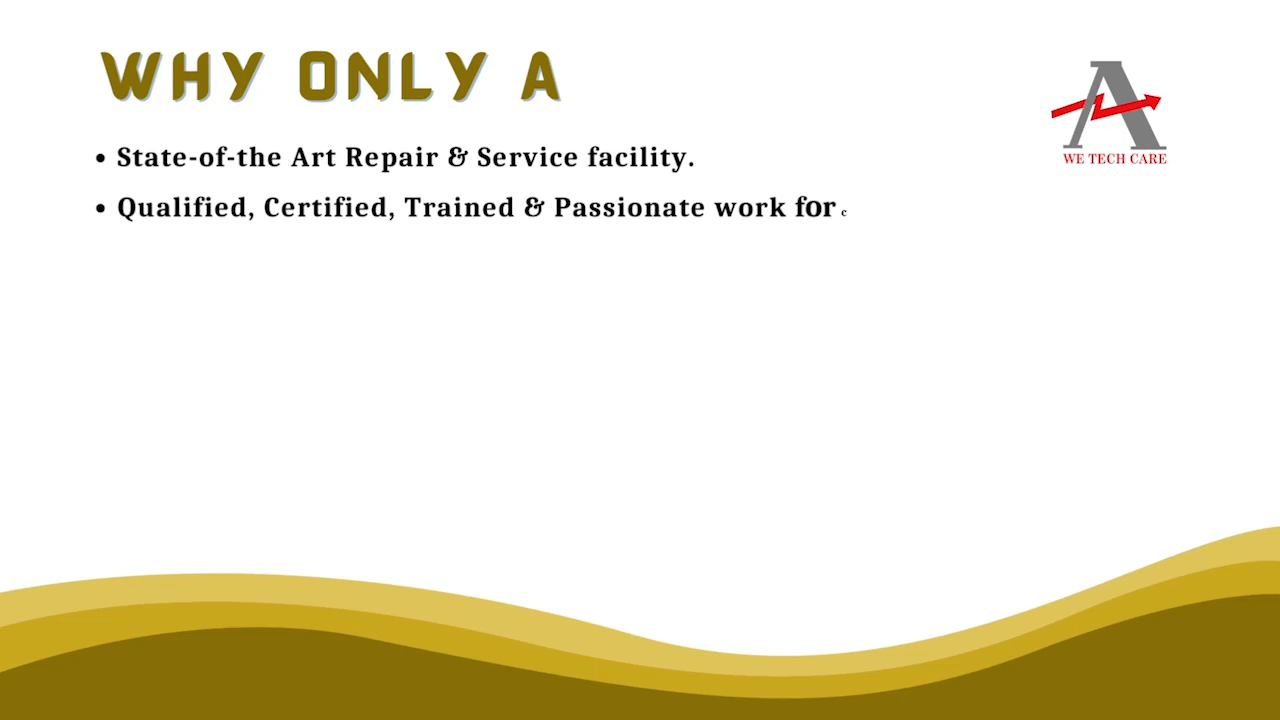 WHY ONLY A
• State-of-the Art Repair & Service facility.
• Qualified, Certified, Trained & Passionate work for c
A
WE TECH CARE